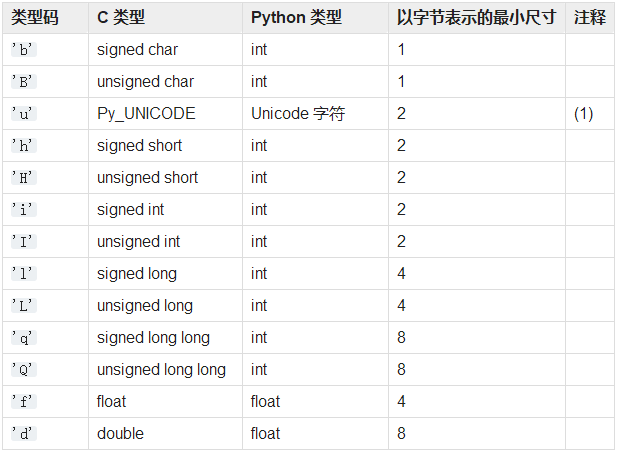 类型码 C 类型 Python 类型 以字节表示的最小尺寸 注释
'b' signed char int 1
'B' unsigned char int 1
'u' Py_UNICODE Unicode 字符 2 (1)
'h' signed short int 2
'H' unsigned short int 2
'i' signed int int 2
'I' unsigned int int 2
'l' signed long int 4
'L' unsigned long int 4
'q' signed long long int 8
'Q' unsigned long long int 8
'f' float float 4
'd' double float 8